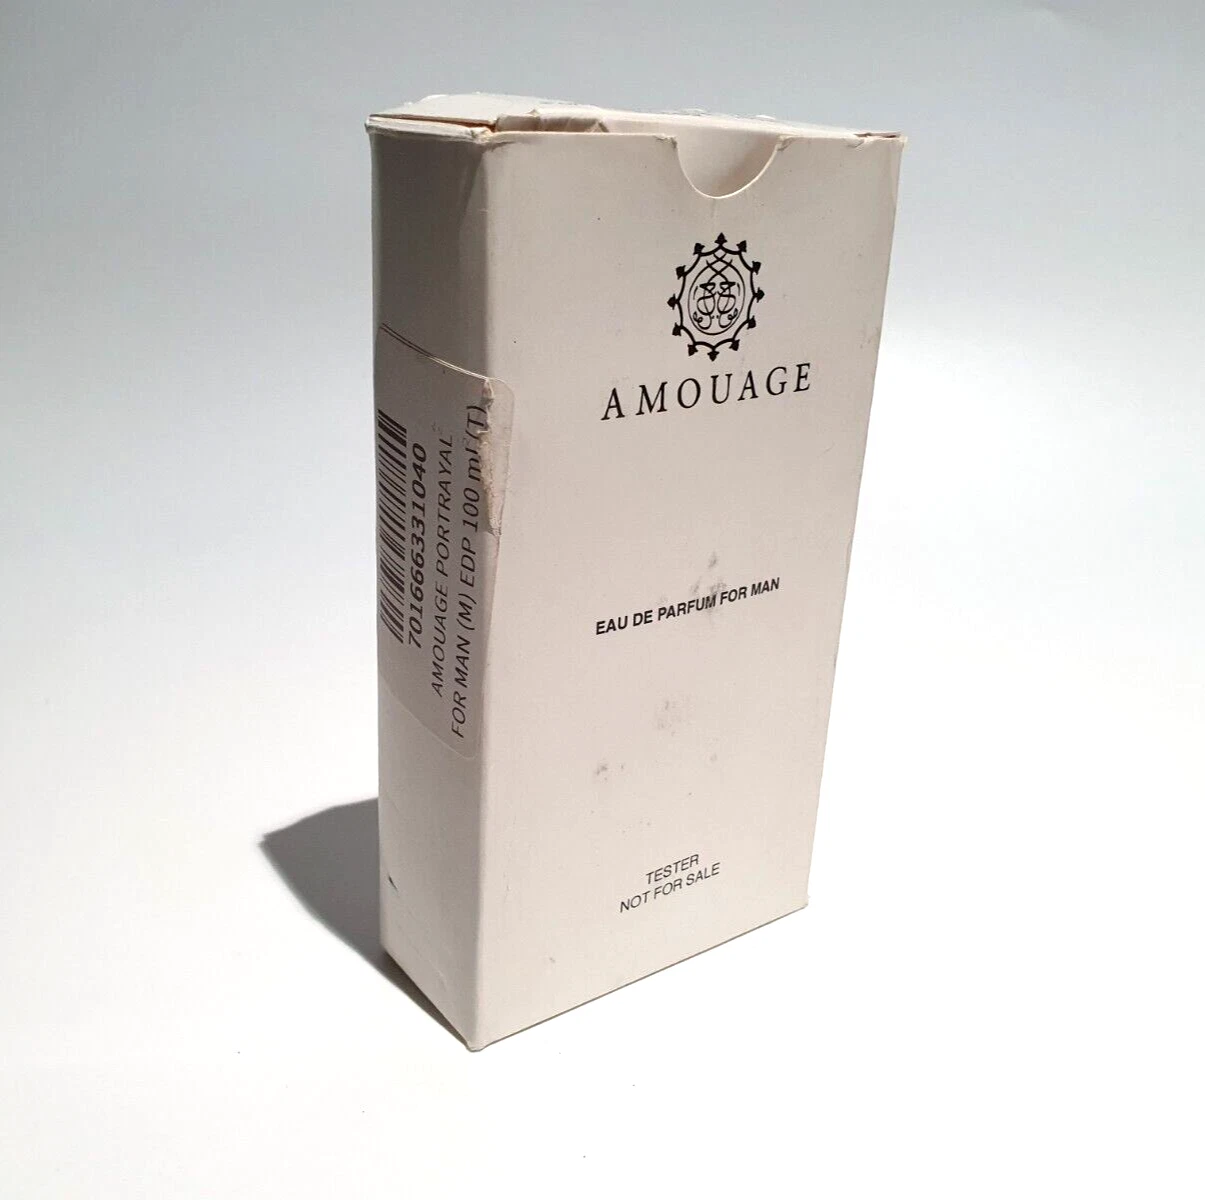 AMOUAGE
EAU DE PARFUM FOR MAN
TESTER
NOT FOR SALE
701666331040
AMOUAGE PORTRAYAL
FOR MAN (M) EDP 100 ml (T)